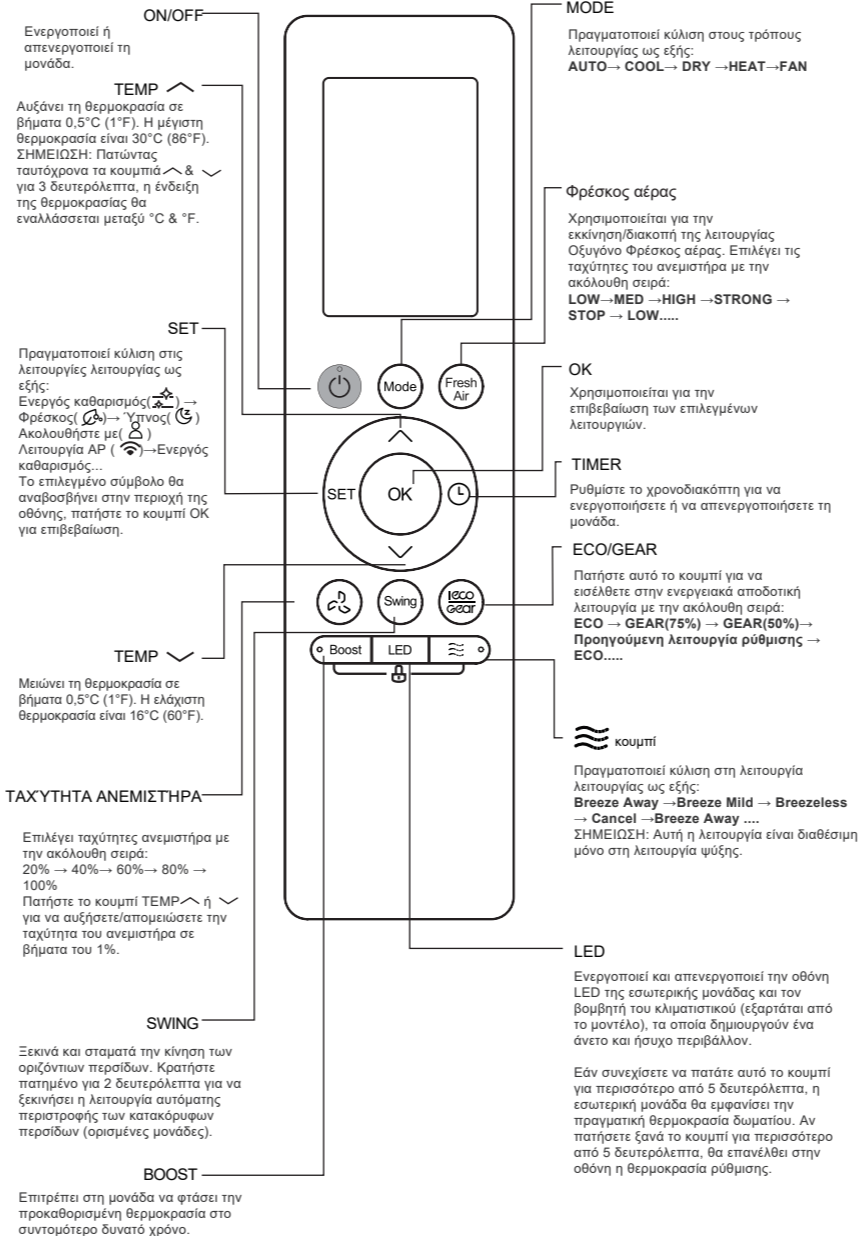 ON/OFF
Ενεργοποιεί ή
απενεργοποιεί τη
μονάδα.
TEMP
Αυξάνει τη θερμοκρασία σε
βήματα 0,5°C (1°F). Η μέγιστη
θερμοκρασία είναι 30°C (86°F).
ΣΗΜΕΙΩΣΗ: Πατώντας
ταυτόχρονα τα κουμπιά &
για 3 δευτερόλεπτα, η ένδειξη
της θερμοκρασίας θα
εναλλάσσεται μεταξύ °C & °F.
SET
Πραγματοποιεί κύλιση στις
λειτουργίες λειτουργίας ως
εξής:
Ενεργός καθαρισμός( ) →
Φρέσκος( )→ Ύπνος( )
Ακολουθήστε με( )
Λειτουργία AP ( )→Ενεργός
καθαρισμός...
Το επιλεγμένο σύμβολο θα
αναβοσβήνει στην περιοχή της
οθόνης, πατήστε το κουμπί OK
για επιβεβαίωση.
TEMP
Μειώνει τη θερμοκρασία σε
βήματα 0,5°C (1°F). Η ελάχιστη
θερμοκρασία είναι 16°C (60°F).
ΤΑΧΎΤΗΤΑ ΑΝΕΜΙΣΤΉΡΑ
Επιλέγει ταχύτητες ανεμιστήρα με
την ακόλουθη σειρά:
20% → 40%→ 60%→ 80% →
100%
Πατήστε το κουμπί TEMP ή
για να αυξήσετε/απομειώσετε την
ταχύτητα του ανεμιστήρα σε
βήματα του 1%.
SWING
Ξεκινά και σταματά την κίνηση των
οριζόντιων περσίδων. Κρατήστε
πατημένο για 2 δευτερόλεπτα για να
ξεκινήσει η λειτουργία αυτόματης
περιστροφής των κατακόρυφων
περσίδων (ορισμένες μονάδες).
BOOST
Επιτρέπει στη μονάδα να φτάσει την
προκαθορισμένη θερμοκρασία στο
συντομότερο δυνατό χρόνο.
Mode
Fresh
Air
SET
OK
Swing
ECO
Gear
Boost
LED
MODE
Πραγματοποιεί κύλιση στους τρόπους
λειτουργίας ως εξής:
AUTO→ COOL→ DRY →HEAT→FAN
Φρέσκος αέρας
Χρησιμοποιείται για την
εκκίνηση/διακοπή της λειτουργίας
Οξυγόνο Φρέσκος αέρας. Επιλέγει τις
ταχύτητες του ανεμιστήρα με την
ακόλουθη σειρά:
LOW→MED →HIGH →STRONG →
STOP → LOW.....
OK
Χρησιμοποιείται για την
επιβεβαίωση των επιλεγμένων
λειτουργιών.
TIMER
Ρυθμίστε το χρονοδιακόπτη για να
ενεργοποιήσετε ή να απενεργοποιήσετε τη
μονάδα.
ECO/GEAR
Πατήστε αυτό το κουμπί για να
εισέλθετε στην ενεργειακά αποδοτική
λειτουργία με την ακόλουθη σειρά:
ECO → GEAR(75%) → GEAR(50%)→
Προηγούμενη λειτουργία ρύθμισης →
ECO.....
κουμπί
Πραγματοποιεί κύλιση στη λειτουργία
λειτουργίας ως εξής:
Breeze Away →Breeze Mild → Breezeless
→ Cancel →Breeze Away ....
ΣΗΜΕΙΩΣΗ: Αυτή η λειτουργία είναι διαθέσιμη
μόνο στη λειτουργία ψύξης.
LED
Ενεργοποιεί και απενεργοποιεί την οθόνη
LED της εσωτερικής μονάδας και τον
βομβητή του κλιματιστικού (εξαρτάται από
το μοντέλο), τα οποία δημιουργούν ένα
άνετο και ήσυχο περιβάλλον.
Εάν συνεχίσετε να πατάτε αυτό το κουμπί
για περισσότερο από 5 δευτερόλεπτα, η
εσωτερική μονάδα θα εμφανίσει την
πραγματική θερμοκρασία δωματίου. Αν
πατήσετε ξανά το κουμπί για περισσότερο
από 5 δευτερόλεπτα, θα επανέλθει στην
οθόνη η θερμοκρασία ρύθμισης.